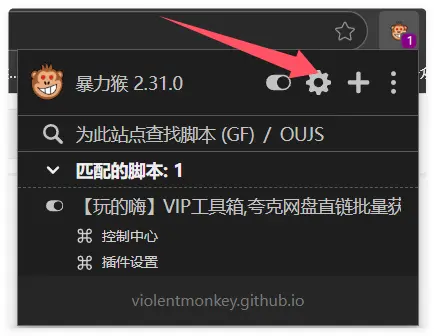 1
暴力猴 2.31.0
为此站点查找脚本 (GF) / OUJS
匹配的脚本: 1
【玩的嗨】VIP工具箱,夸克网盘直链批量获
控制中心
插件设置
violentmonkey.github.io